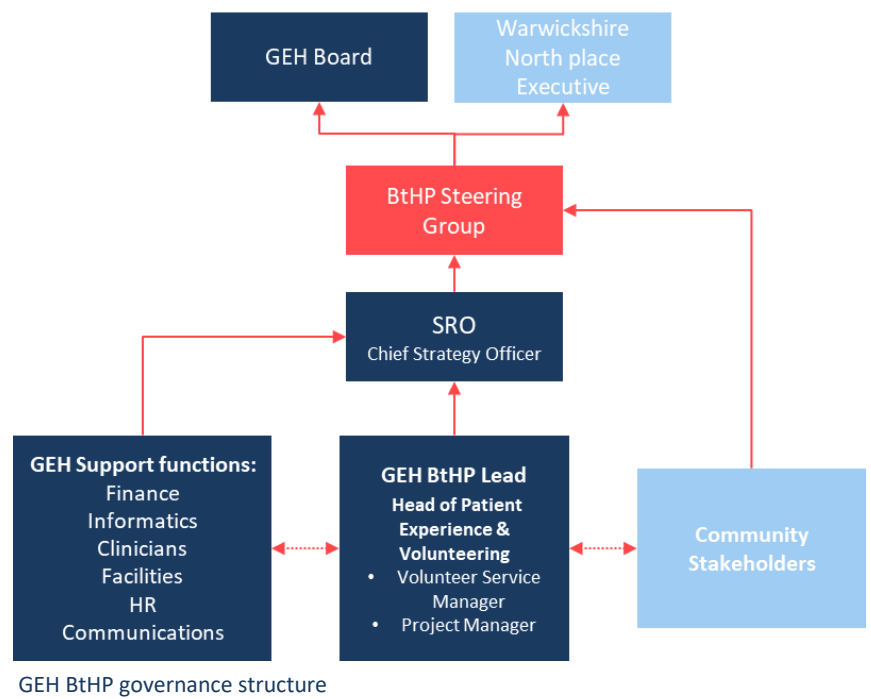 GEH Board
Warwickshire
North place
Executive
BtHP Steering
Group
SRO
Chief Strategy Officer
GEH Support functions:
Finance
Informatics
Clinicians
Facilities
HR
Communications
GEH BtHP Lead
Head of Patient
Experience &
Volunteering
• Volunteer Service
Manager
• Project Manager
Community
Stakeholders
GEH BtHP governance structure